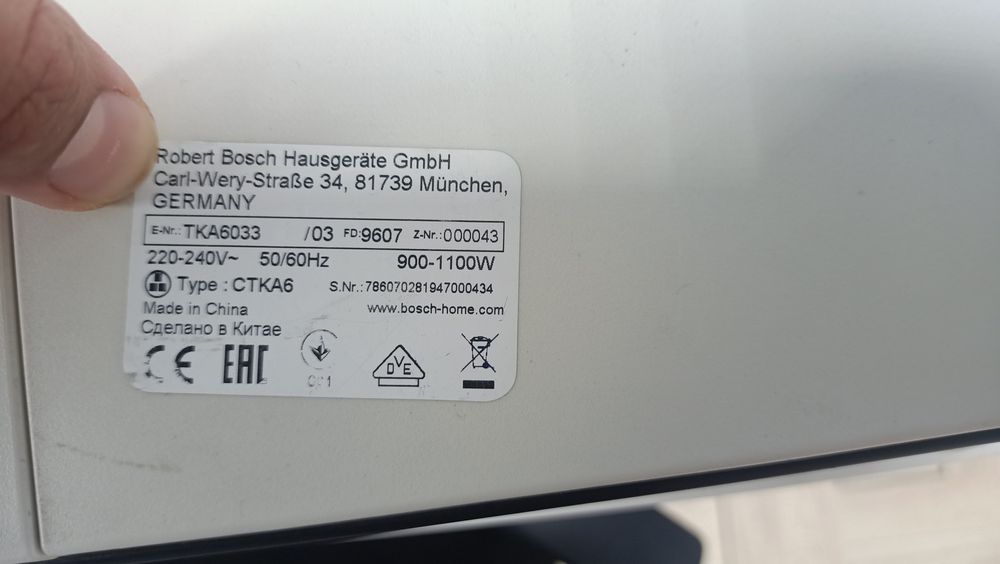 Robert Bosch Hausgeräte GmbH
Carl-Wery-Straße 34, 81739 München,
GERMANY
E-Nr.: TKA6033 /03 FD:9607 Z-Nr.:000043
220-240V~ 50/60Hz 900-1100W
Type : CTKA6 S.Nr.:786070281947000434
Made in China www.bosch-home.com
Сделано в Китае
CE EAC DVE